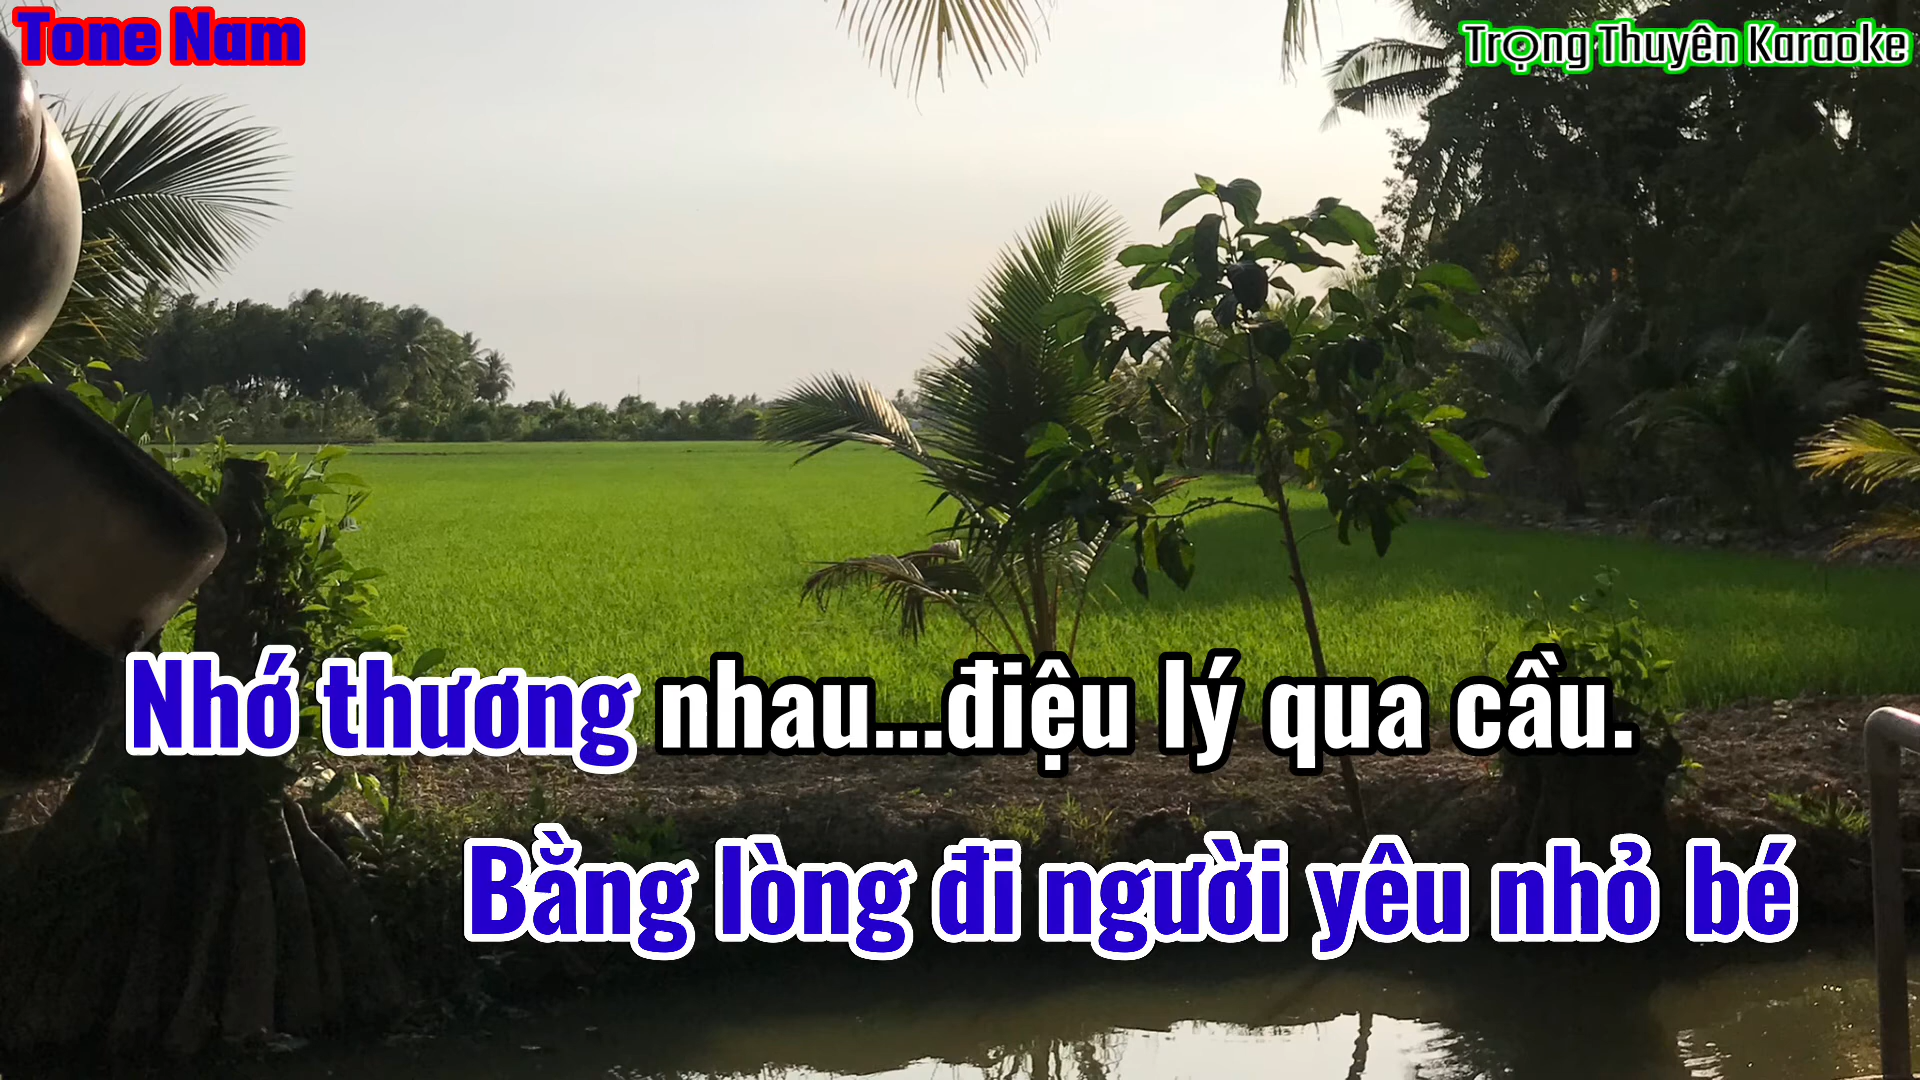 Tone Nam
Trọng Thuyên Karaoke
Nhớ thương nhau...điệu lý qua cầu.
Bằng lòng đi người yêu nhỏ bé